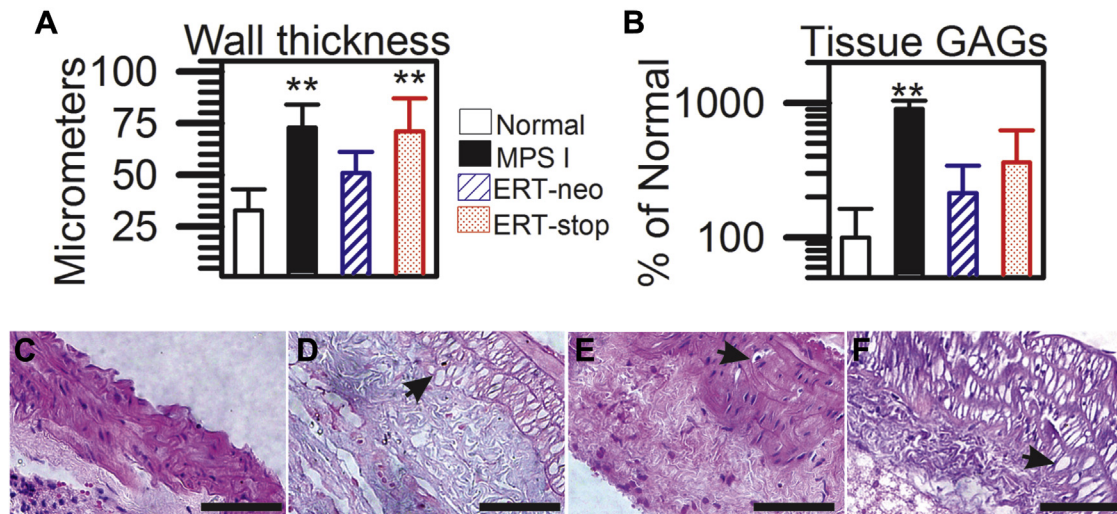 A
Wall thickness
Micrometers
100
75
50
25
**
**
Normal
MPS I
ERT-neo
ERT-stop
B
Tissue GAGs
% of Normal
1000
100
**
C
D
E
F